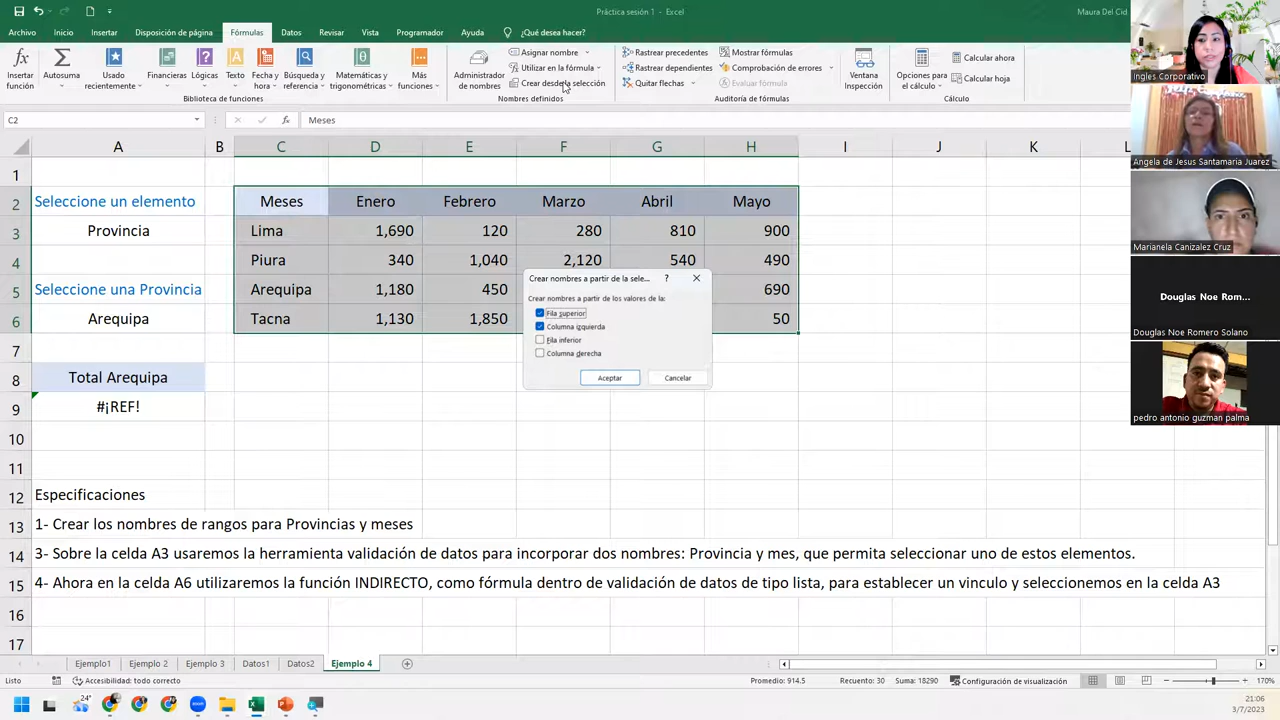 Práctica sesión 1 - Excel
Maura Del Cid
Archivo Inicio Insertar Disposición de página Fórmulas Datos Revisar Vista Programador Ayuda ¿Qué desea hacer?
Insertar función
Autosuma
Usado recientemente
Financieras
Lógicas
Texto
Fecha y hora
Búsqueda y referencia
Matemáticas y trigonométricas
Más funciones
Biblioteca de funciones
Administrador de nombres
Asignar nombre
Utilizar en la fórmula
Crear desde la selección
Nombres definidos
Rastrear precedentes
Rastrear dependientes
Quitar flechas
Mostrar fórmulas
Comprobación de errores
Evaluar fórmula
Auditoría de fórmulas
Ventana Inspección
Opciones para el cálculo
Calcular ahora
Calcular hoja
Cálculo
C2 fx Meses
A B C D E F G H I J K L
1
2 Seleccione un elemento Meses Enero Febrero Marzo Abril Mayo
3 Provincia Lima 1,690 120 280 810 900
4 Piura 340 1,040 2,120 540 490
5 Seleccione una Provincia Arequipa 1,180 450 690
6 Arequipa Tacna 1,130 1,850 50
7
8 Total Arequipa
9 #¡REF!
10
11
12 Especificaciones
13 1- Crear los nombres de rangos para Provincias y meses
14 3- Sobre la celda A3 usaremos la herramienta validación de datos para incorporar dos nombres: Provincia y mes, que permita seleccionar uno de estos elementos.
15 4- Ahora en la celda A6 utilizaremos la función INDIRECTO, como fórmula dentro de validación de datos de tipo lista, para establecer un vinculo y seleccionemos en la celda A3
16
17
Crear nombres a partir de la sele... ?
Crear nombres a partir de los valores de la:
Fila superior
Columna izquierda
Fila inferior
Columna derecha
Aceptar Cancelar
Ejemplo1 Ejemplo 2 Ejemplo 3 Datos1 Datos2 Ejemplo 4
Listo Accesibilidad: todo correcto Promedio: 914.5 Recuento: 30 Suma: 18290 Configuración de visualización 170%
24°
21:06
3/7/2023
Ingles Corporativo
Angela de Jesus Santamaria Juarez
Marianela Canizalez Cruz
Douglas Noe Rom...
Douglas Noe Romero Solano
pedro antonio guzman palma